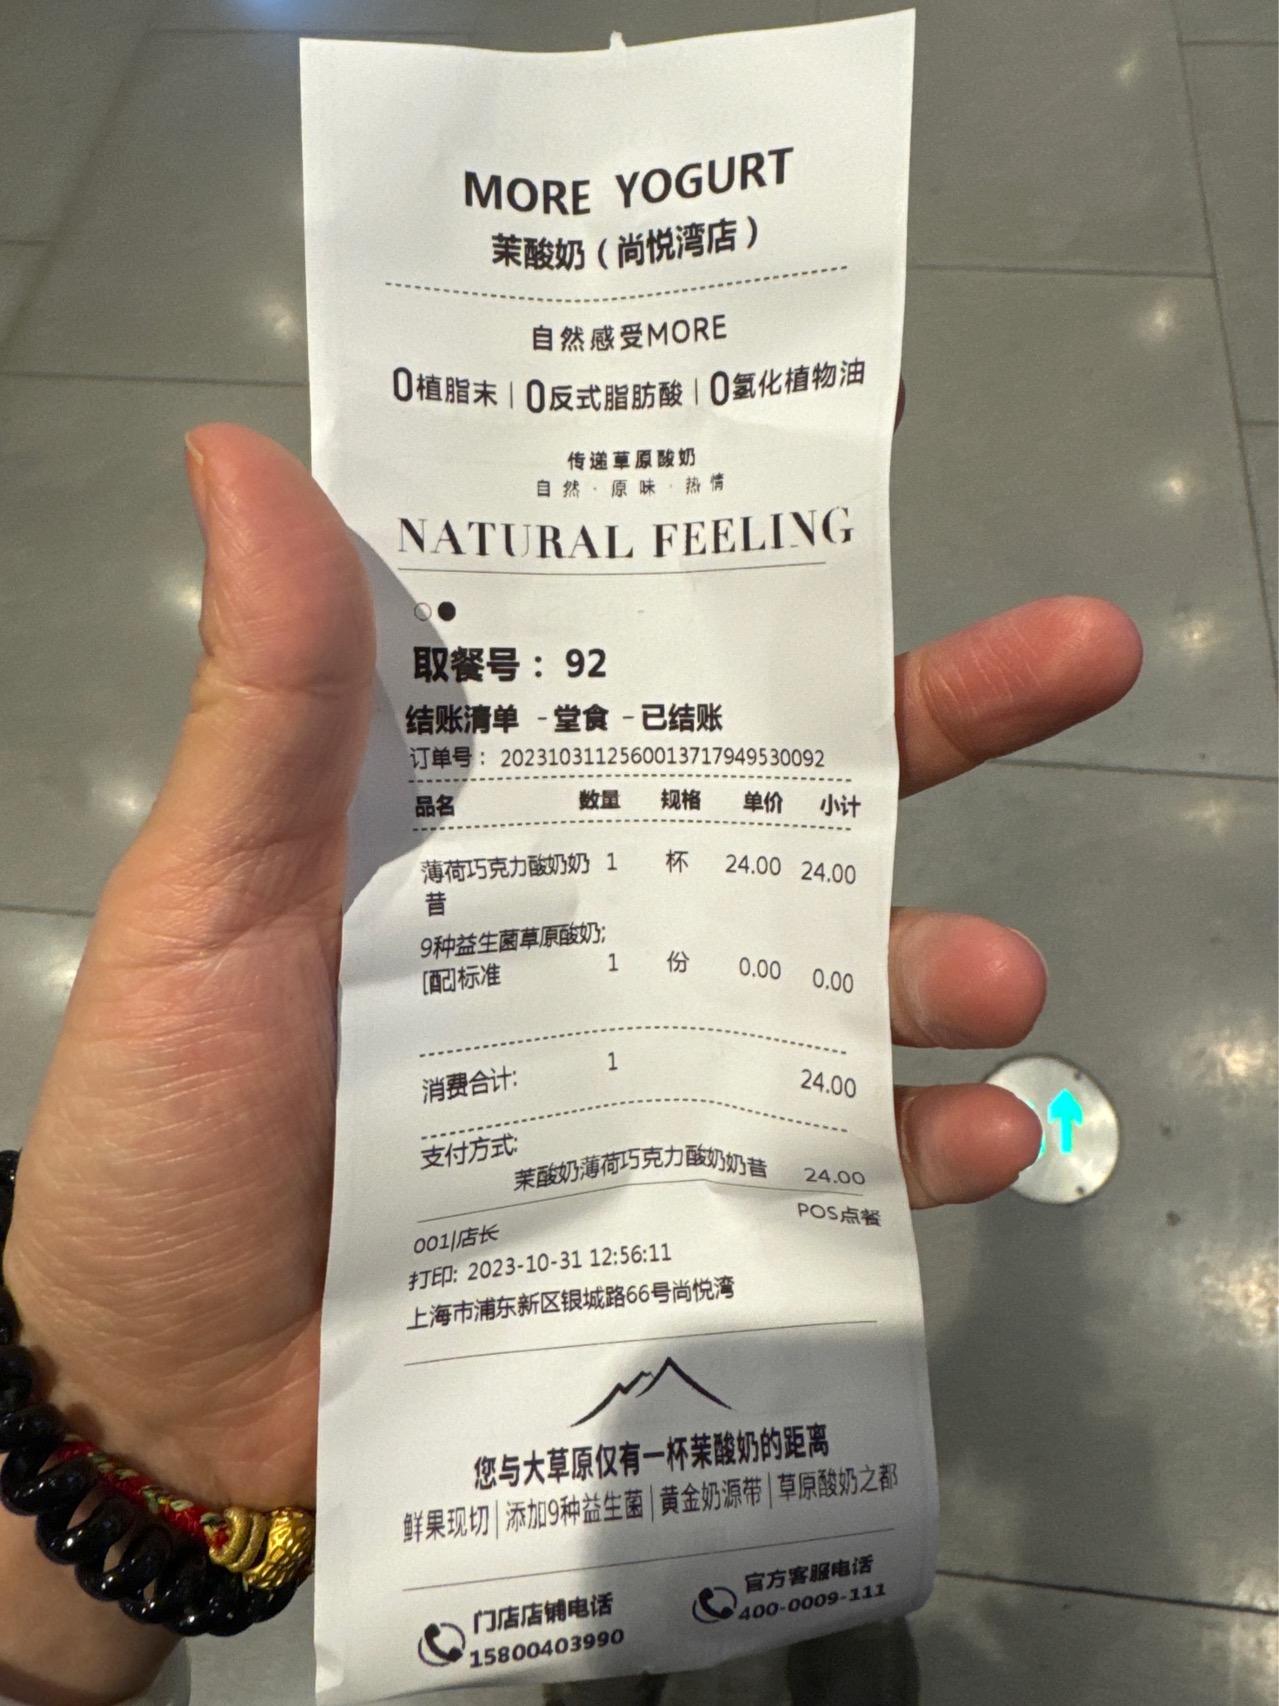 MORE YOGURT
茉酸奶（尚悦湾店）
自然感受MORE
0植脂末|0反式脂肪酸|0氢化植物油
传递草原酸奶
自然·原味·热情
NATURAL FEELING
取餐号：92
结账清单 -堂食 -已结账
订单号：20231031125600137179495300​92
品名 数量 规格 单价 小计
薄荷巧克力酸奶奶 1 杯 24.00 24.00
昔
9种益生菌草原酸奶;
[配]标准 1 份 0.00 0.00
消费合计: 1 24.00
支付方式:
茉酸奶薄荷巧克力酸奶奶昔 24.00
POS点餐
001|店长
打印: 2023-10-31 12:56:11
上海市浦东新区银城路66号尚悦湾
您与大草原仅有一杯茉酸奶的距离
鲜果现切|添加9种益生菌|黄金奶源带|草原酸奶之都
门店店铺电话
15800403990
官方客服电话
400-0009-111